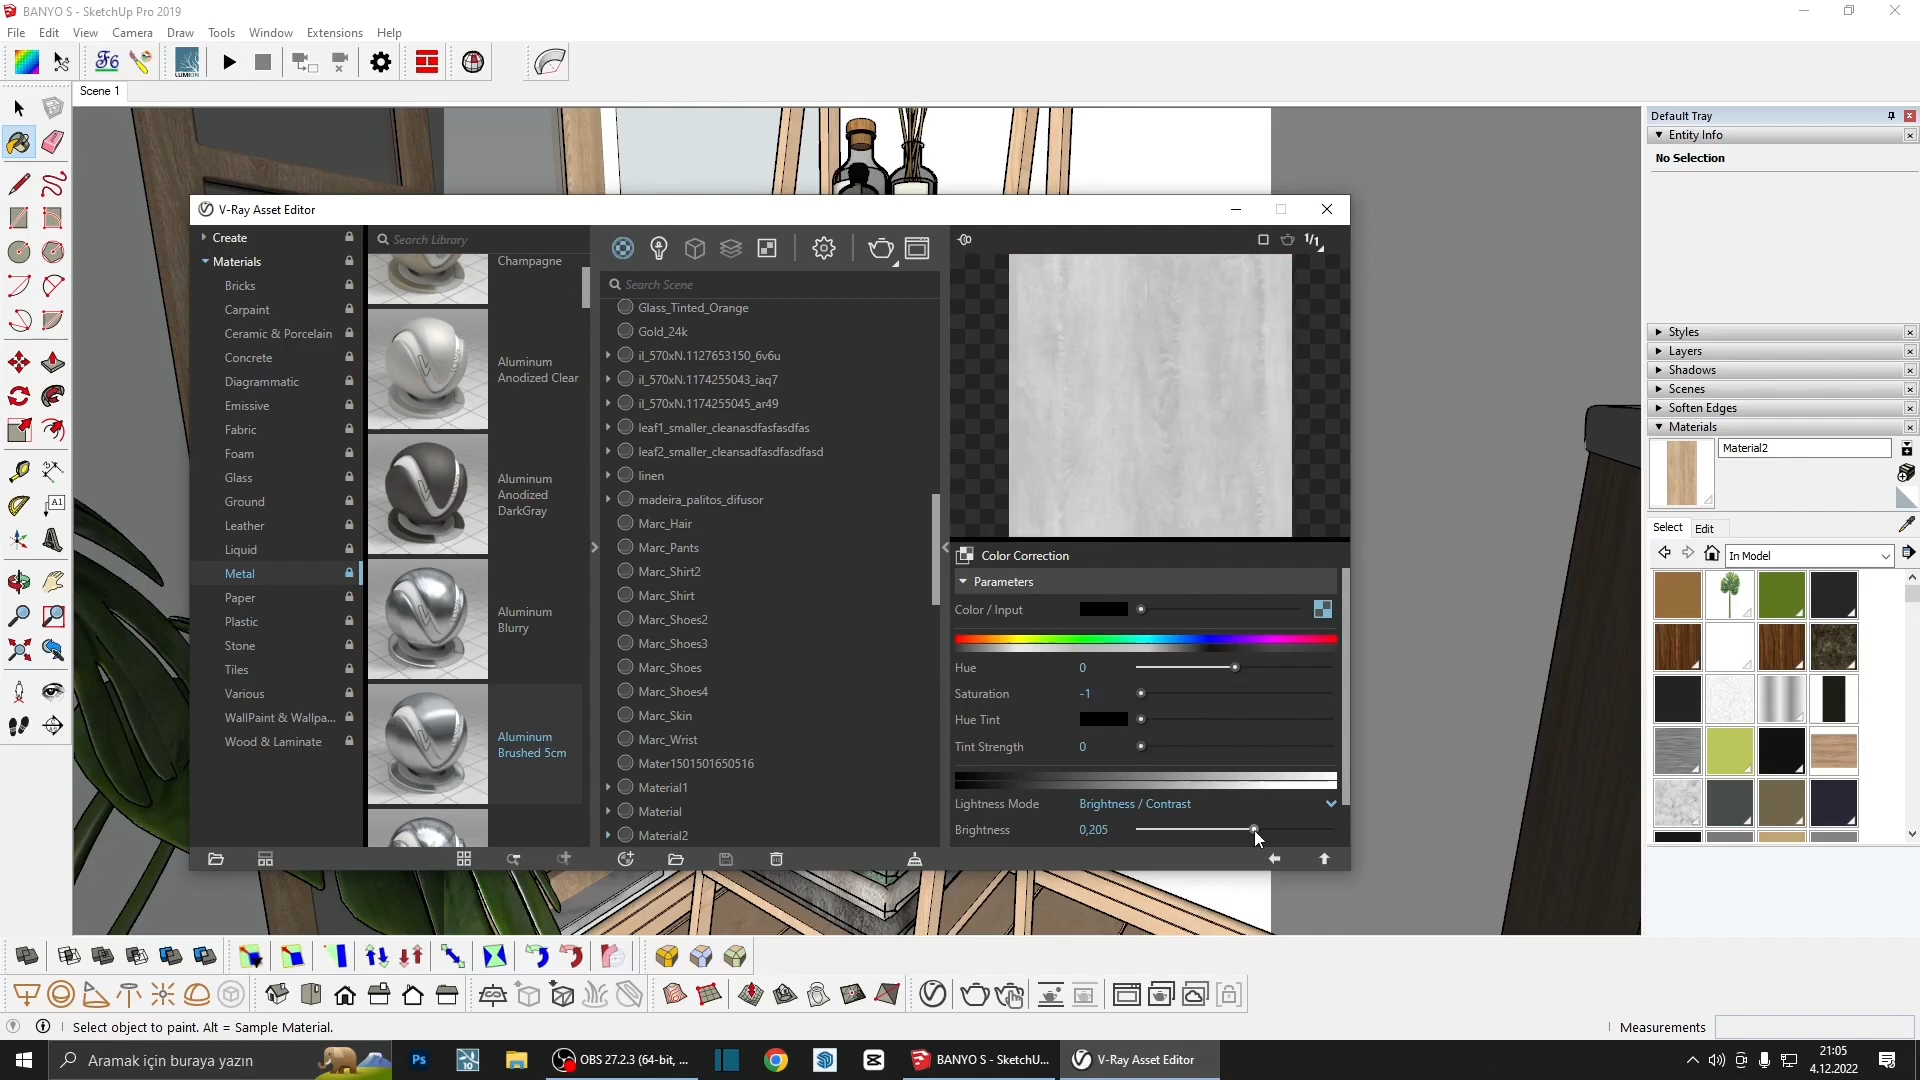 BANYO S - SketchUp Pro 2019
File Edit View Camera Draw Tools Window Extensions Help
LUMION
Scene 1
Default Tray
Entity Info
No Selection
Styles
Layers
Shadows
Scenes
Soften Edges
Materials
Material2
Select Edit
In Model
V-Ray Asset Editor
Create
Materials
Bricks
Carpaint
Ceramic & Porcelain
Concrete
Diagrammatic
Emissive
Fabric
Foam
Glass
Ground
Leather
Liquid
Metal
Paper
Plastic
Stone
Tiles
Various
WallPaint & Wallpa...
Wood & Laminate
Search Library
Champagne
Aluminum
Anodized Clear
Aluminum
Anodized
DarkGray
Aluminum
Blurry
Aluminum
Brushed 5cm
Search Scene
Glass_Tinted_Orange
Gold_24k
il_570xN.1127653150_6v6u
il_570xN.1174255043_iaq7
il_570xN.1174255045_ar49
leaf1_smaller_cleanasdfasfasdfas
leaf2_smaller_cleansadfasdfasdfasd
linen
madeira_palitos_difusor
Marc_Hair
Marc_Pants
Marc_Shirt2
Marc_Shirt
Marc_Shoes2
Marc_Shoes3
Marc_Shoes
Marc_Shoes4
Marc_Skin
Marc_Wrist
Mater1501501650516
Material1
Material
Material2
1/1
Color Correction
Parameters
Color / Input
Hue 0
Saturation -1
Hue Tint
Tint Strength 0
Lightness Mode Brightness / Contrast
Brightness 0,205
Select object to paint. Alt = Sample Material.
Measurements
Aramak için buraya yazın
Ps
10
OBS 27.2.3 (64-bit, ...
BANYO S - SketchU...
V-Ray Asset Editor
21:05
4.12.2022